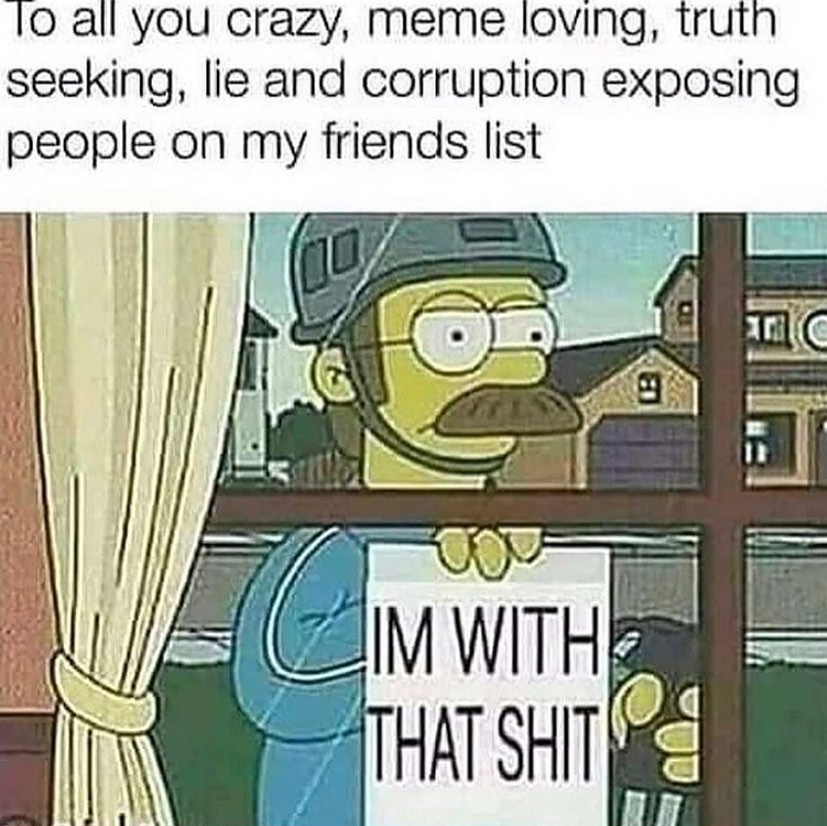 To all you crazy, meme loving, truth
seeking, lie and corruption exposing
people on my friends list
IM WITH
THAT SHIT